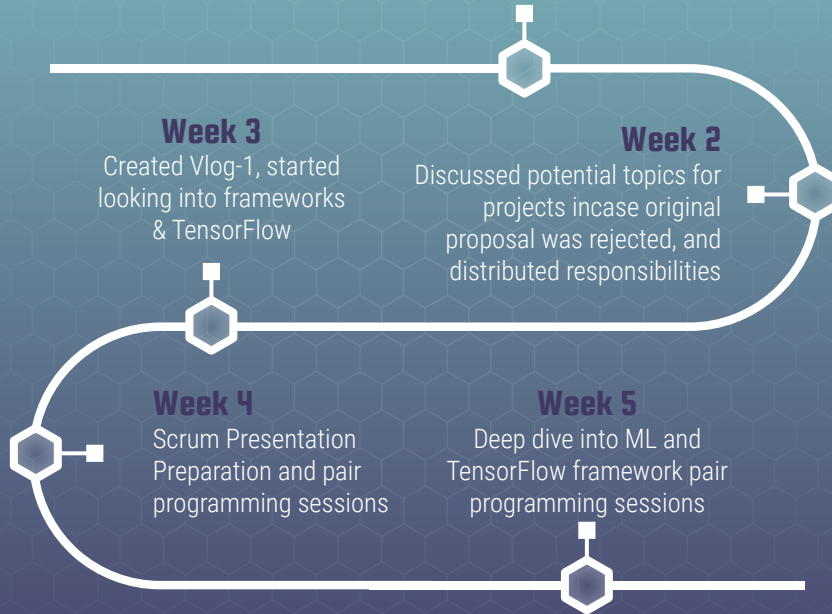 Week 2
Discussed potential topics for
projects incase original
proposal was rejected, and
distributed responsibilities
Week 3
Created Vlog-1, started
looking into frameworks
& TensorFlow
Week 4
Scrum Presentation
Preparation and pair
programming sessions
Week 5
Deep dive into ML and
TensorFlow framework pair
programming sessions